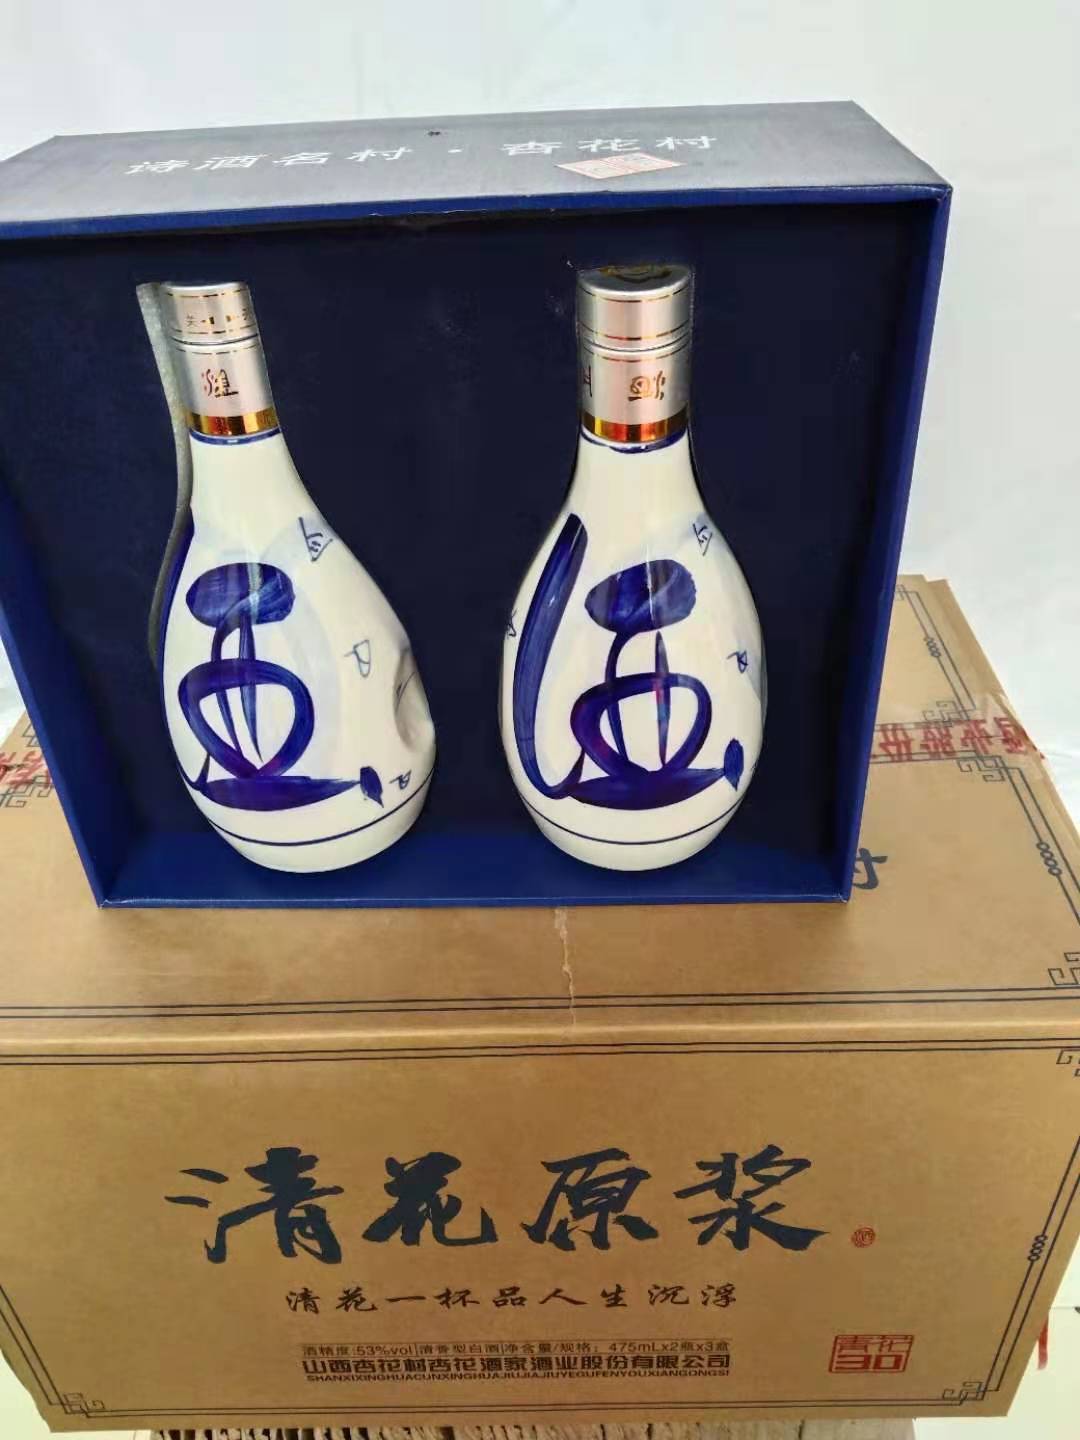 诗酒名村·杏花村
酒
酒
村
清花原浆
清花一杯品人生沉浮
酒精度:53%vol|清香型白酒|净含量/规格：475mLx2瓶x3盒
山西杏花村杏花酒家酒业股份有限公司
SHANXIXINGHUACUNXINGHUAJIUJIAJIUYEGUFENYOUXIANGONGSI
青花
30